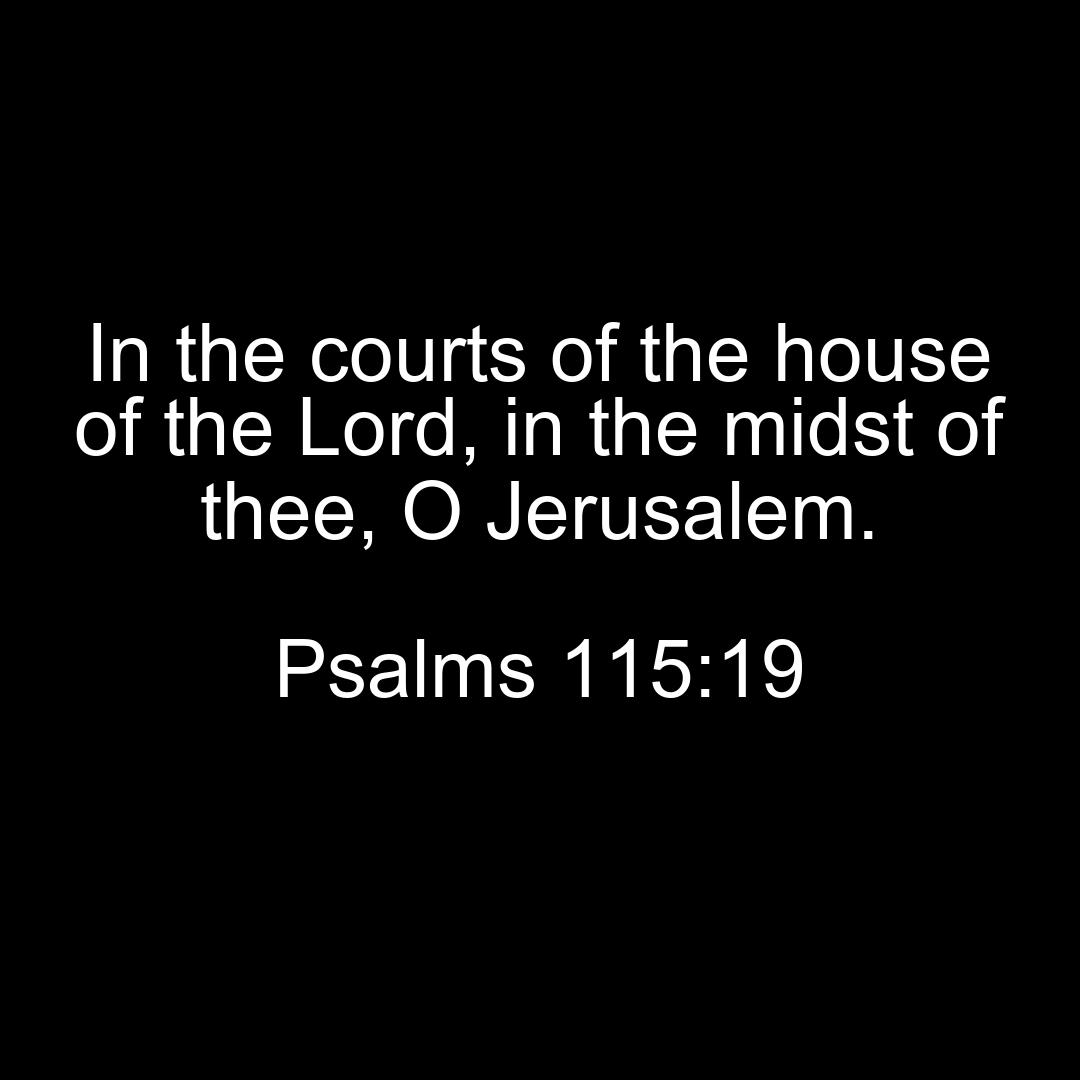 In the courts of the house
of the Lord, in the midst of
thee, O Jerusalem.
Psalms 115:19